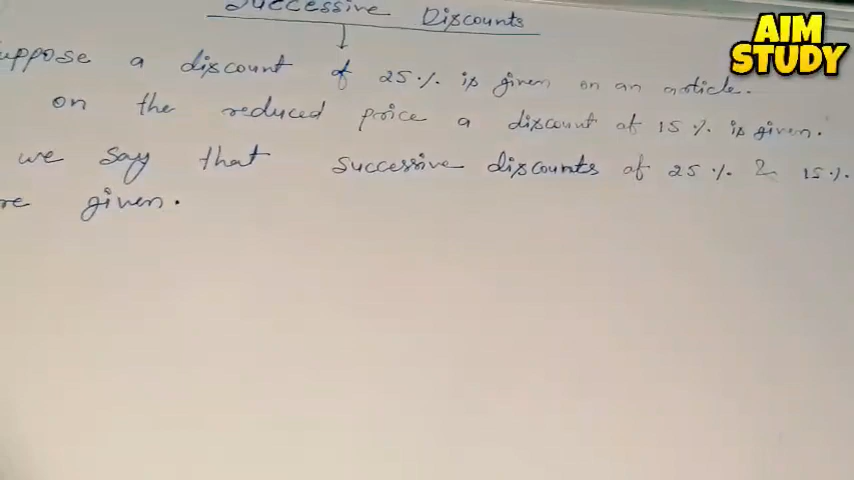 Successive Discounts
AIM
STUDY
uppose a discount of 25% is given on an article.
on the reduced price a discount of 15% is given.
we say that successive discounts of 25% & 15%.
re given.